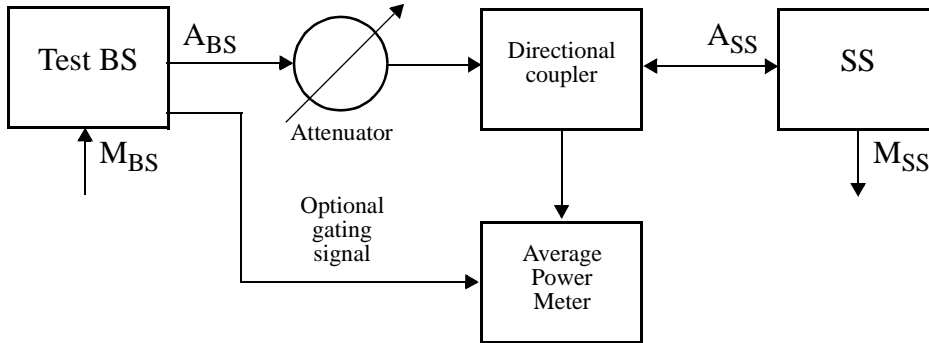 Test BS
A_BS
Attenuator
Directional
coupler
A_SS
SS
M_BS
M_SS
Optional
gating
signal
Average
Power
Meter